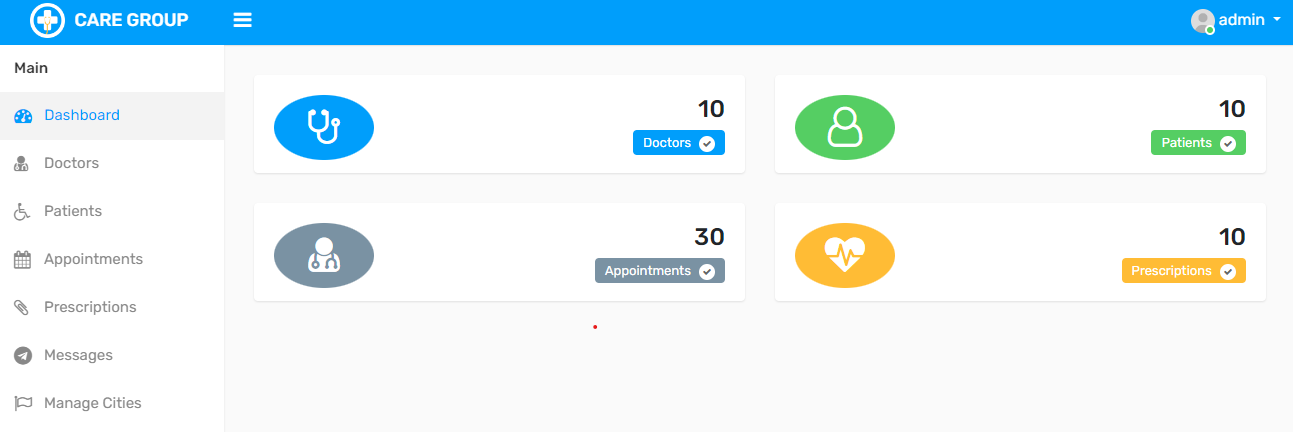 CARE GROUP
admin
Main
Dashboard
Doctors
Patients
Appointments
Prescriptions
Messages
Manage Cities
10
Doctors
10
Patients
30
Appointments
10
Prescriptions